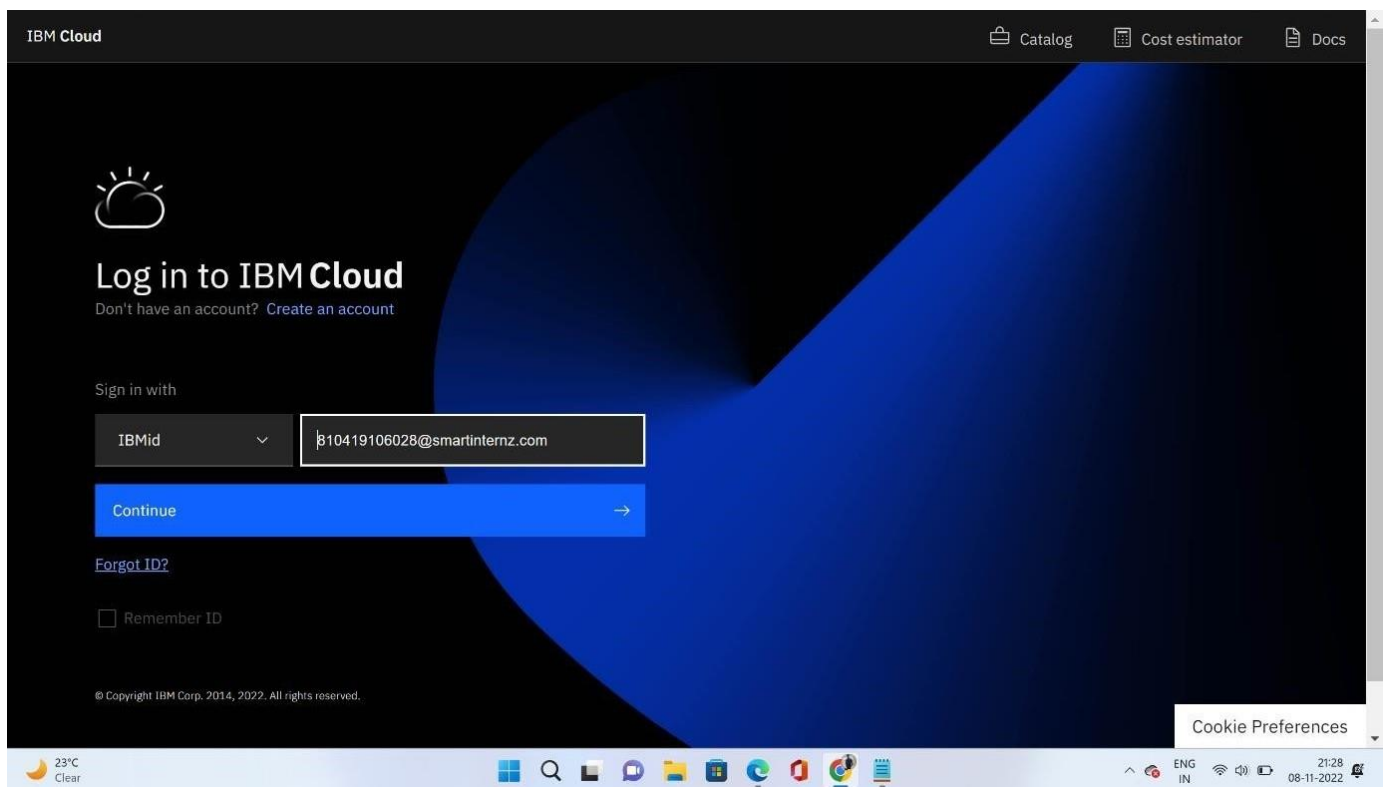 IBM Cloud
Catalog
Cost estimator
Docs
Log in to IBM Cloud
Don't have an account? Create an account
Sign in with
IBMid
810419106028@smartinternz.com
Continue
Forgot ID?
Remember ID
© Copyright IBM Corp. 2014, 2022. All rights reserved.
Cookie Preferences
23°C
Clear
ENG
IN
21:28
08-11-2022